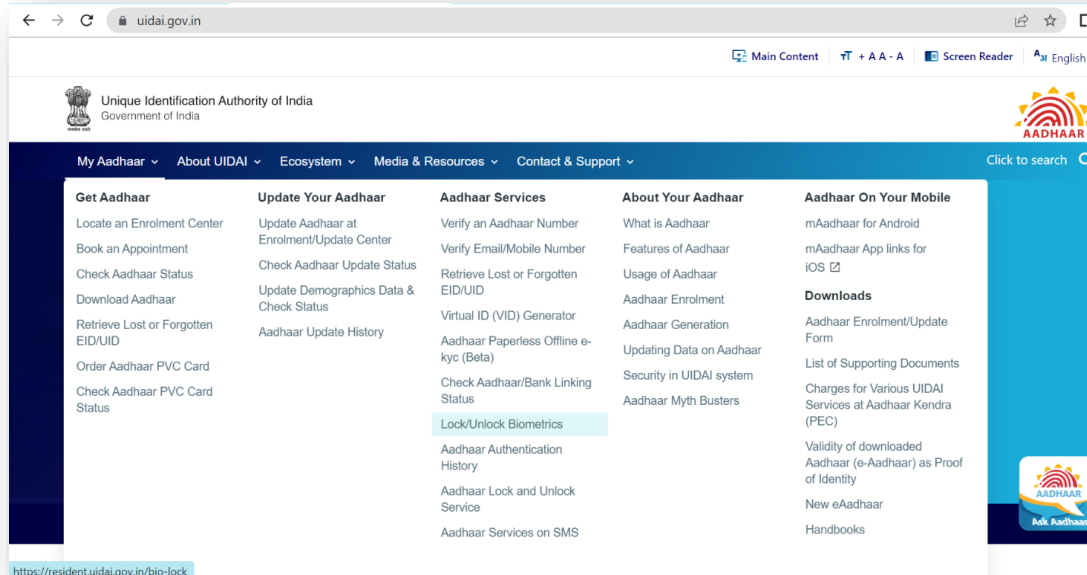 uidai.gov.in
Main Content
TT + A A - A
Screen Reader
Aअ English
Unique Identification Authority of India
Government of India
सत्यमेव जयते
AADHAAR
My Aadhaar
About UIDAI
Ecosystem
Media & Resources
Contact & Support
Click to search
Get Aadhaar
Locate an Enrolment Center
Book an Appointment
Check Aadhaar Status
Download Aadhaar
Retrieve Lost or Forgotten
EID/UID
Order Aadhaar PVC Card
Check Aadhaar PVC Card
Status
Update Your Aadhaar
Update Aadhaar at
Enrolment/Update Center
Check Aadhaar Update Status
Update Demographics Data &
Check Status
Aadhaar Update History
Aadhaar Services
Verify an Aadhaar Number
Verify Email/Mobile Number
Retrieve Lost or Forgotten
EID/UID
Virtual ID (VID) Generator
Aadhaar Paperless Offline e-
kyc (Beta)
Check Aadhaar/Bank Linking
Status
Lock/Unlock Biometrics
Aadhaar Authentication
History
Aadhaar Lock and Unlock
Service
Aadhaar Services on SMS
About Your Aadhaar
What is Aadhaar
Features of Aadhaar
Usage of Aadhaar
Aadhaar Enrolment
Aadhaar Generation
Updating Data on Aadhaar
Security in UIDAI system
Aadhaar Myth Busters
Aadhaar On Your Mobile
mAadhaar for Android
mAadhaar App links for
iOS
Downloads
Aadhaar Enrolment/Update
Form
List of Supporting Documents
Charges for Various UIDAI
Services at Aadhaar Kendra
(PEC)
Validity of downloaded
Aadhaar (e-Aadhaar) as Proof
of Identity
New eAadhaar
Handbooks
AADHAAR
Ask Aadhaar
https://resident.uidai.gov.in/bio-lock